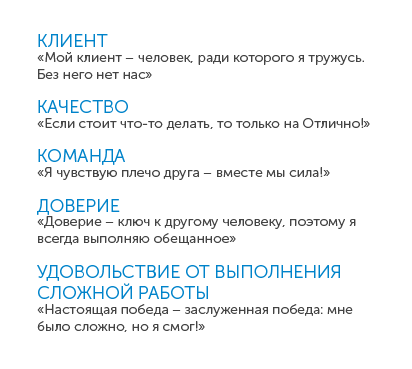 КЛИЕНТ
«Мой клиент – человек, ради которого я тружусь.
Без него нет нас»
КАЧЕСТВО
«Если стоит что-то делать, то только на Отлично!»
КОМАНДА
«Я чувствую плечо друга – вместе мы сила!»
ДОВЕРИЕ
«Доверие – ключ к другому человеку, поэтому я
всегда выполняю обещанное»
УДОВОЛЬСТВИЕ ОТ ВЫПОЛНЕНИЯ
СЛОЖНОЙ РАБОТЫ
«Настоящая победа – заслуженная победа: мне
было сложно, но я смог!»